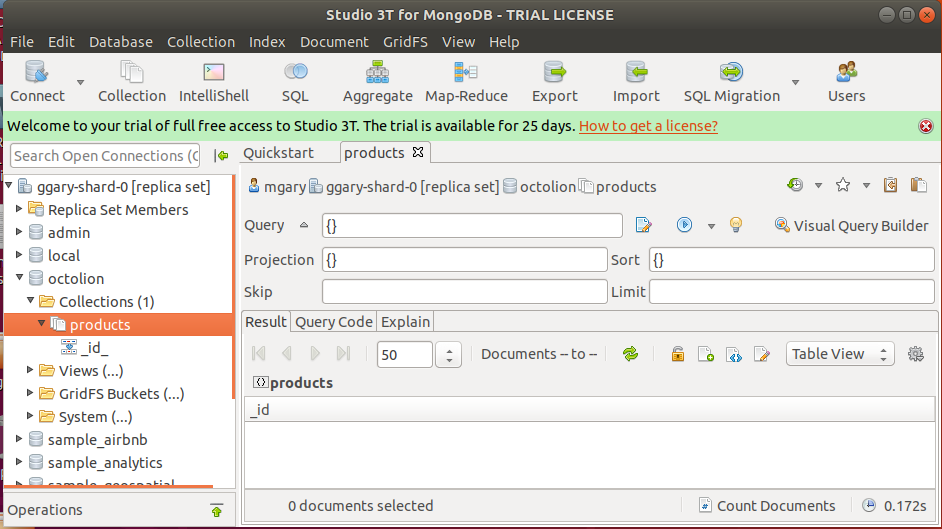 Studio 3T for MongoDB - TRIAL LICENSE
File Edit Database Collection Index Document GridFS View Help
Connect Collection IntelliShell SQL Aggregate Map-Reduce Export Import SQL Migration Users
Welcome to your trial of full free access to Studio 3T. The trial is available for 25 days. How to get a license?
Search Open Connections (C
Quickstart products
ggary-shard-0 [replica set]
Replica Set Members
admin
local
octolion
Collections (1)
products
_id_
Views (...)
GridFS Buckets (...)
System (...)
sample_airbnb
sample_analytics
sample_geospatial
Operations
mgary ggary-shard-0 [replica set] octolion products
Query {} Visual Query Builder
Projection {} Sort {}
Skip Limit
Result Query Code Explain
50 Documents -- to -- Table View
products
_id
0 documents selected Count Documents 0.172s